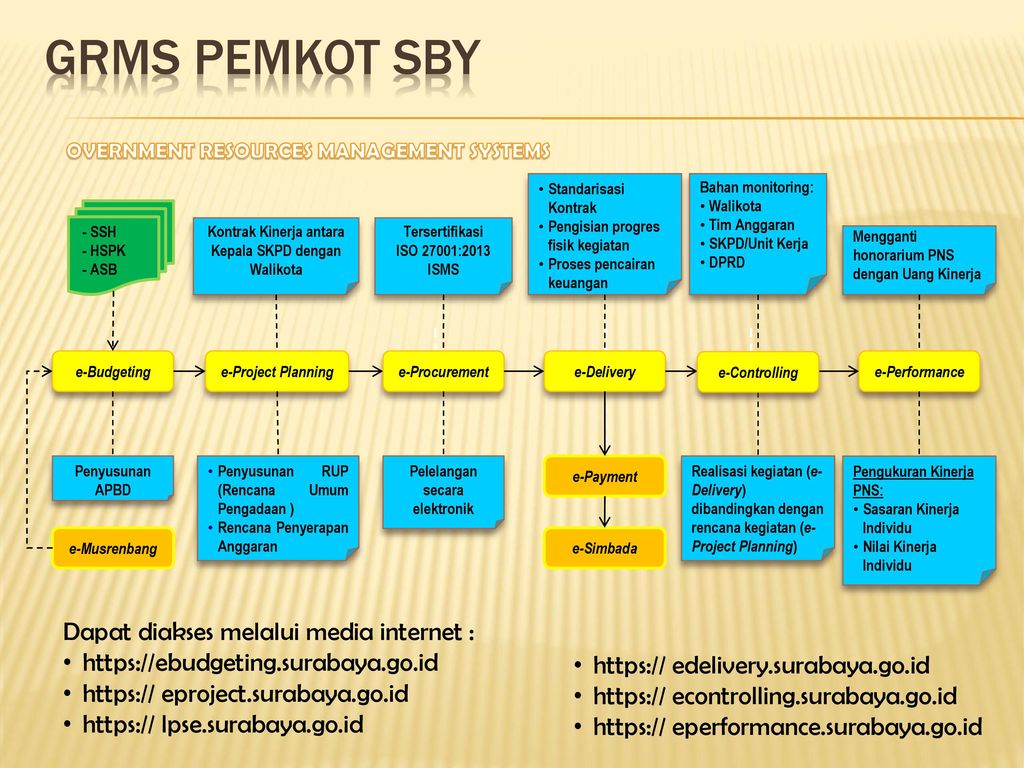 GRMS PEMKOT SBY
OVERNMENT RESOURCES MANAGEMENT SYSTEMS
- SSH
- HSPK
- ASB
Kontrak Kinerja antara
Kepala SKPD dengan
Walikota
Tersertifikasi
ISO 27001:2013
ISMS
• Standarisasi
Kontrak
• Pengisian progres
fisik kegiatan
• Proses pencairan
keuangan
Bahan monitoring:
• Walikota
• Tim Anggaran
• SKPD/Unit Kerja
• DPRD
Mengganti
honorarium PNS
dengan Uang Kinerja
e-Budgeting
e-Project Planning
e-Procurement
e-Delivery
e-Controlling
e-Performance
Penyusunan
APBD
e-Musrenbang
• Penyusunan RUP
(Rencana Umum
Pengadaan )
• Rencana Penyerapan
Anggaran
Pelelangan
secara
elektronik
e-Payment
e-Simbada
Realisasi kegiatan (e-
Delivery)
dibandingkan dengan
rencana kegiatan (e-
Project Planning)
Pengukuran Kinerja
PNS:
• Sasaran Kinerja
Individu
• Nilai Kinerja
Individu
Dapat diakses melalui media internet :
• https://ebudgeting.surabaya.go.id
• https:// eproject.surabaya.go.id
• https:// lpse.surabaya.go.id
• https:// edelivery.surabaya.go.id
• https:// econtrolling.surabaya.go.id
• https:// eperformance.surabaya.go.id